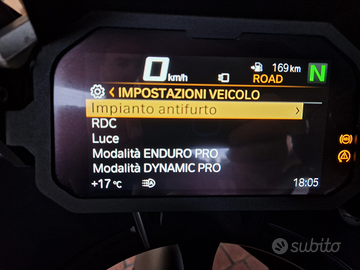 0 km/h
169 km
ROAD
N
< IMPOSTAZIONI VEICOLO
Impianto antifurto >
RDC
Luce
Modalità ENDURO PRO
Modalità DYNAMIC PRO
+17 °C
18:05
subito